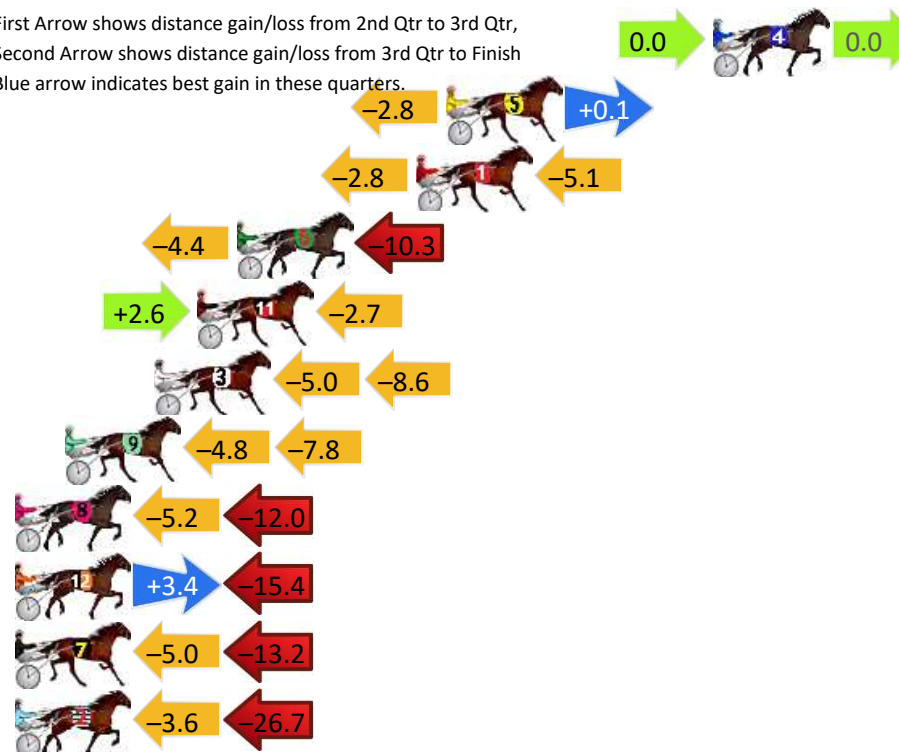 First Arrow shows distance gain/loss from 2nd Qtr to 3rd Qtr,
Second Arrow shows distance gain/loss from 3rd Qtr to Finish
Blue arrow indicates best gain in these quarters.
0.0 4 0.0
−2.8 5 +0.1
−2.8 1 −5.1
−4.4 −10.3
+2.6 11 −2.7
3 −5.0 −8.6
9 −4.8 −7.8
8 −5.2 −12.0
12 +3.4 −15.4
7 −5.0 −13.2
−3.6 −26.7